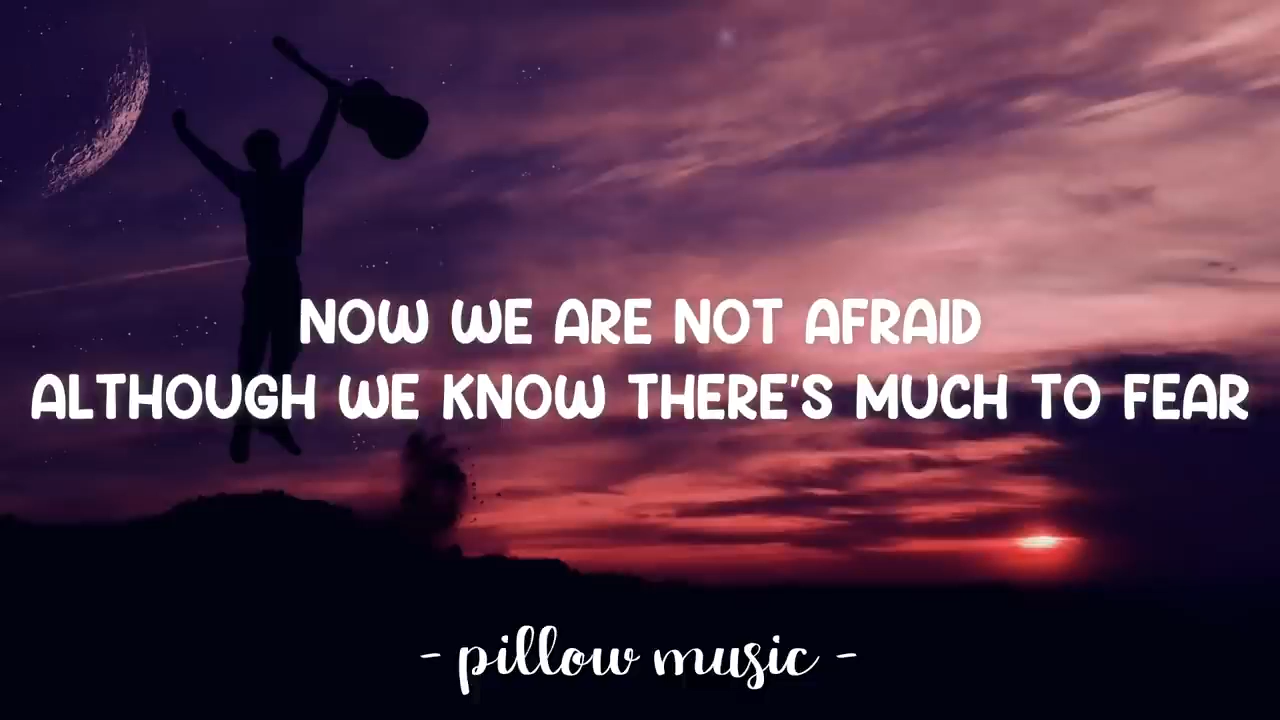 NOW WE ARE NOT AFRAID
ALTHOUGH WE KNOW THERE'S MUCH TO FEAR
- pillow music -